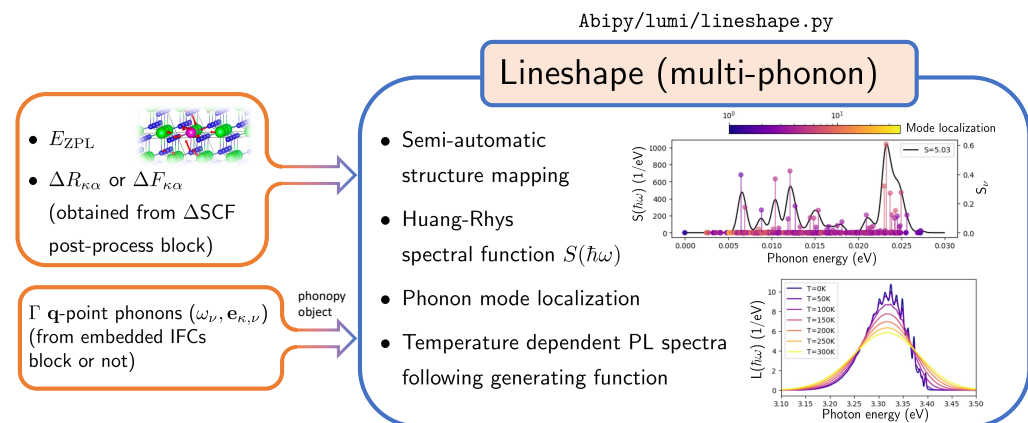 Abipy/lumi/lineshape.py
Lineshape (multi-phonon)
• E_ZPL
• ΔR_κα or ΔF_κα
(obtained from ΔSCF
post-process block)
Γ q-point phonons (ω_ν, e_κ,ν)
(from embedded IFCs
block or not)
phonopy
object
• Semi-automatic
structure mapping
• Huang-Rhys
spectral function S(ℏω)
• Phonon mode localization
• Temperature dependent PL spectra
following generating function
10⁰ 10¹
Mode localization
S=5.03
S(ℏω) (1/eV)
1000
800
600
400
200
0
0.6
0.4
0.2
0.0
S_ν
0.000 0.005 0.010 0.015 0.020 0.025 0.030
Phonon energy (eV)
L(ℏω) (1/eV)
10
8
6
4
2
0
T=0K
T=50K
T=100K
T=150K
T=200K
T=250K
T=300K
3.10 3.15 3.20 3.25 3.30 3.35 3.40 3.45 3.50
Photon energy (eV)